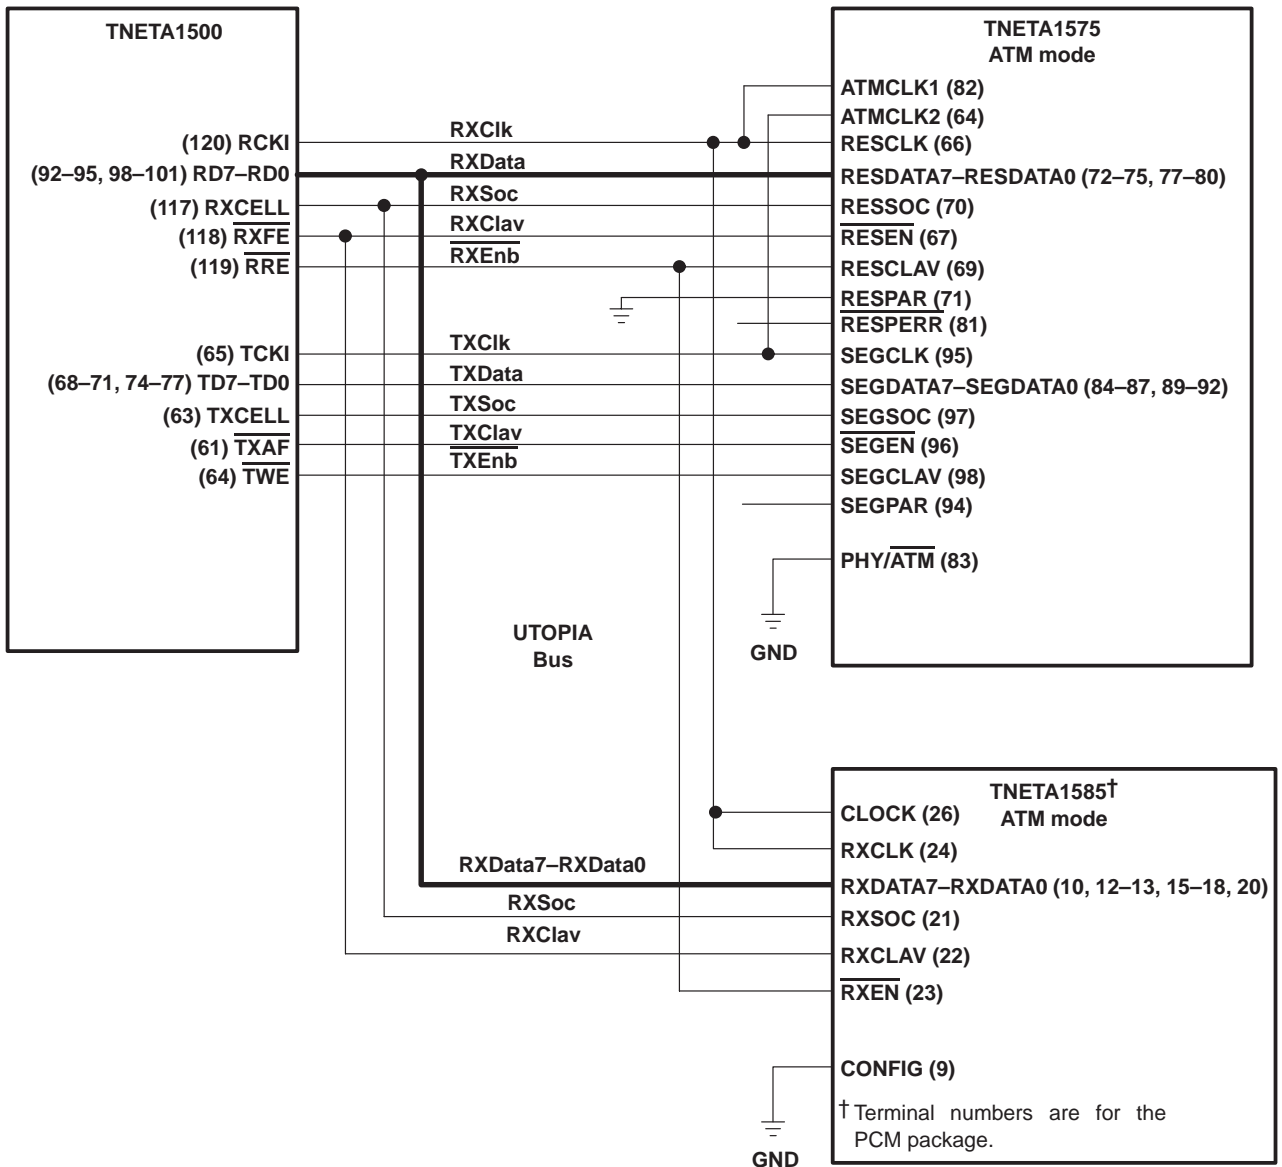 TNETA1500
(120) RCKI
(92–95, 98–101) RD7–RD0
(117) RXCELL
(118) RXFE
(119) RRE
(65) TCKI
(68–71, 74–77) TD7–TD0
(63) TXCELL
(61) TXAF
(64) TWE
RXClk
RXData
RXSoc
RXClav
RXEnb
TXClk
TXData
TXSoc
TXClav
TXEnb
TNETA1575
ATM mode
ATMCLK1 (82)
ATMCLK2 (64)
RESCLK (66)
RESDATA7–RESDATA0 (72–75, 77–80)
RESSOC (70)
RESEN (67)
RESCLAV (69)
RESPAR (71)
RESPERR (81)
SEGCLK (95)
SEGDATA7–SEGDATA0 (84–87, 89–92)
SEGSOC (97)
SEGEN (96)
SEGCLAV (98)
SEGPAR (94)
PHY/ATM (83)
GND
UTOPIA
Bus
RXData7–RXData0
RXSoc
RXClav
TNETA1585†
ATM mode
CLOCK (26)
RXCLK (24)
RXDATA7–RXDATA0 (10, 12–13, 15–18, 20)
RXSOC (21)
RXCLAV (22)
RXEN (23)
CONFIG (9)
† Terminal numbers are for the
PCM package.
GND